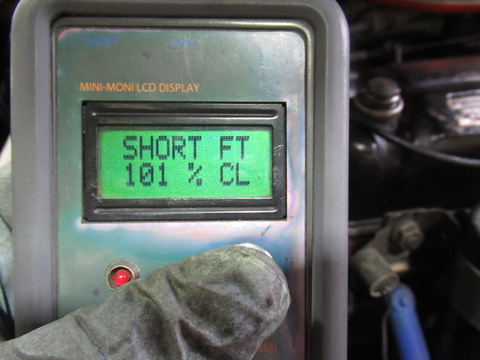 MINI-MONI LCD DISPLAY
SHORT FT
101 % CL